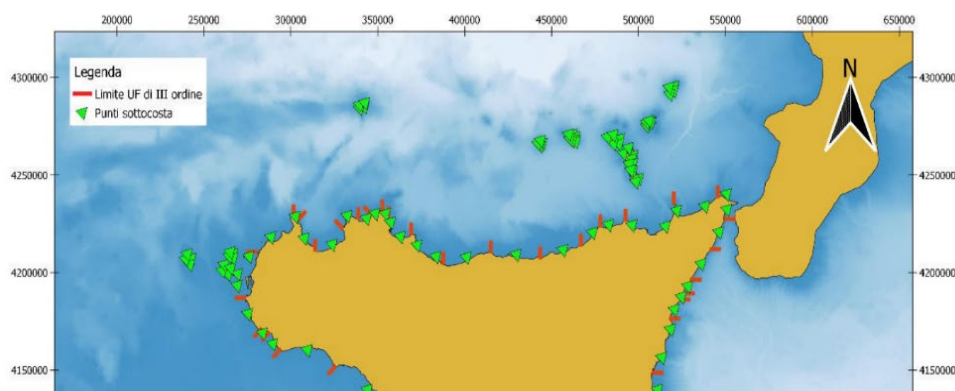 200000 250000 300000 350000 400000 450000 500000 550000 600000 650000
N
4300000 4300000
Legenda
Limite UF di III ordine
Punti sottocosta
4250000 4250000
4200000 4200000
4150000 4150000